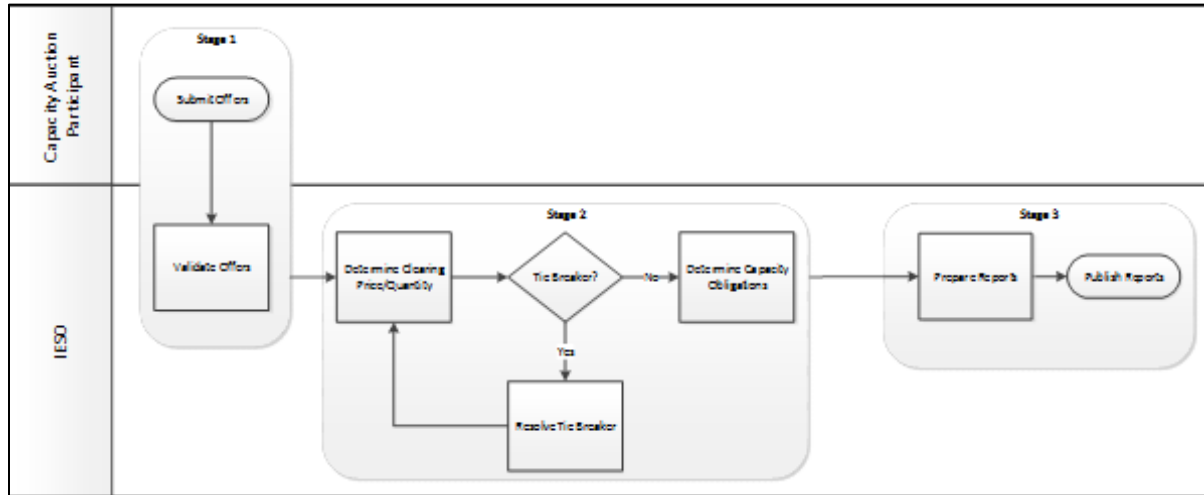 Capacity Auction
Participant
Stage 1
Submit Offers
IESO
Validate Offers
Stage 2
Determine Clearing
Price/Quantity
Tie Breaker?
No
Determine Capacity
Obligations
Yes
Resolve Tie Breaker
Stage 3
Prepare Reports
Publish Reports